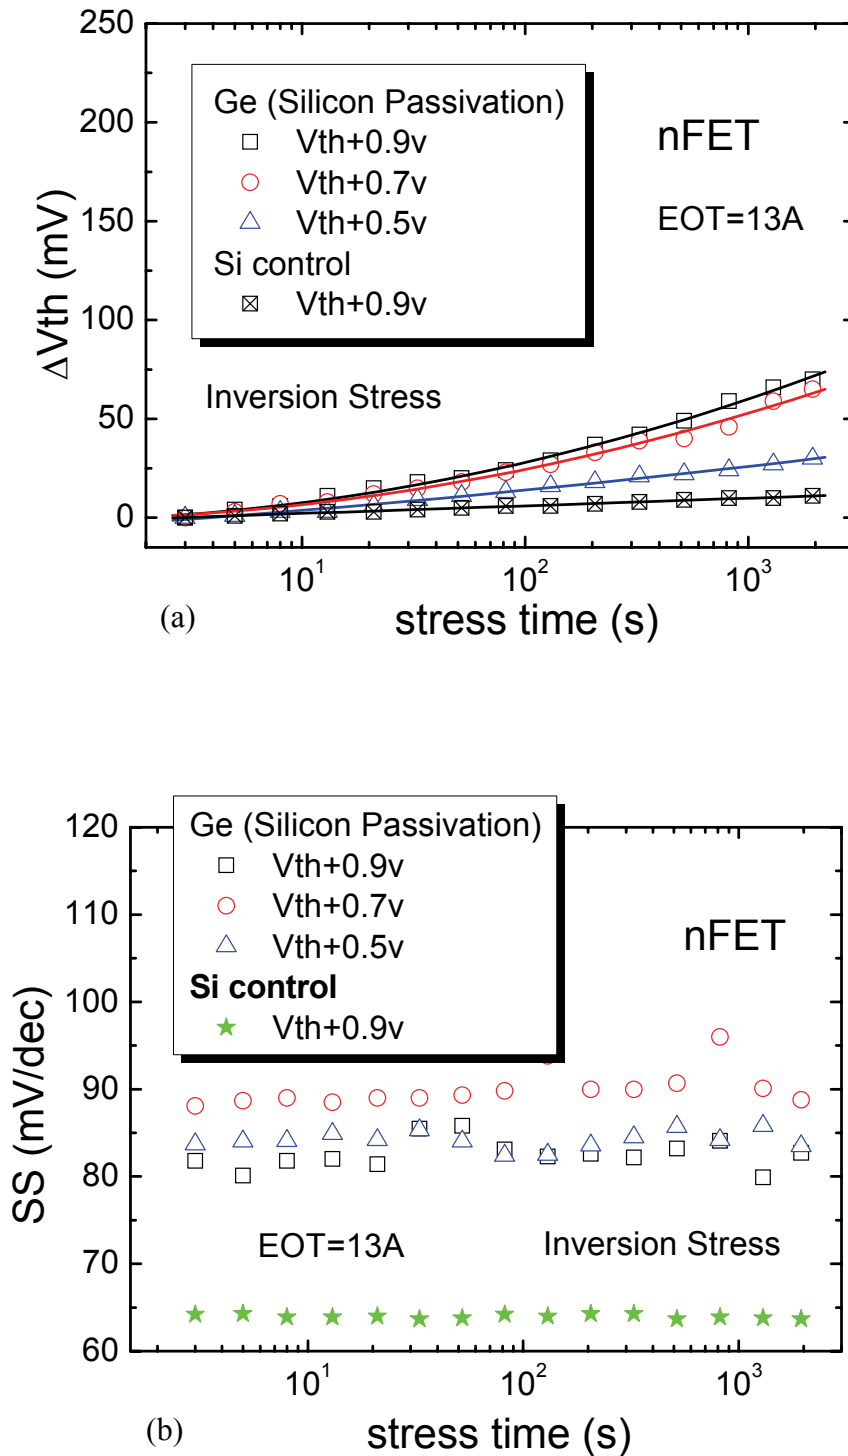 250
200
150
100
50
0
ΔVth (mV)
Ge (Silicon Passivation)
Vth+0.9v
Vth+0.7v
Vth+0.5v
Si control
Vth+0.9v
nFET
EOT=13A
Inversion Stress
10¹
10²
10³
(a)
stress time (s)
120
110
100
90
80
70
60
SS (mV/dec)
Ge (Silicon Passivation)
Vth+0.9v
Vth+0.7v
Vth+0.5v
Si control
Vth+0.9v
nFET
EOT=13A
Inversion Stress
10¹
10²
10³
(b)
stress time (s)